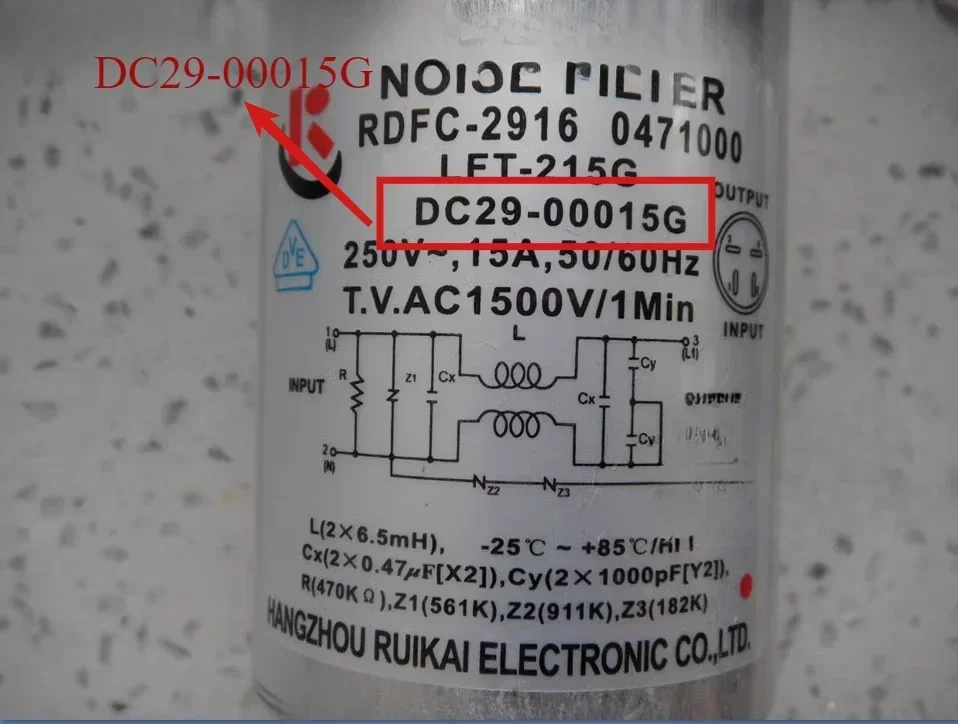 DC29-00015G
NOISE FILTER
RDFC-2916 0471000
LFT-215G
DC29-00015G
OUTPUT
DVE
250V~,15A,50/60Hz
INPUT
T.V.AC1500V/1Min
L
1
(L)
3
(L1)
INPUT
R
Z1
Cx
Cx
Cy
Cy
2
(N)
Z2
Z3
L(2×6.5mH), -25℃ ~ +85℃
Cx(2×0.47μF[X2]),Cy(2×1000pF[Y2]),
R(470KΩ),Z1(561K),Z2(911K),Z3(182K)
HANGZHOU RUIKAI ELECTRONIC CO.,LTD.